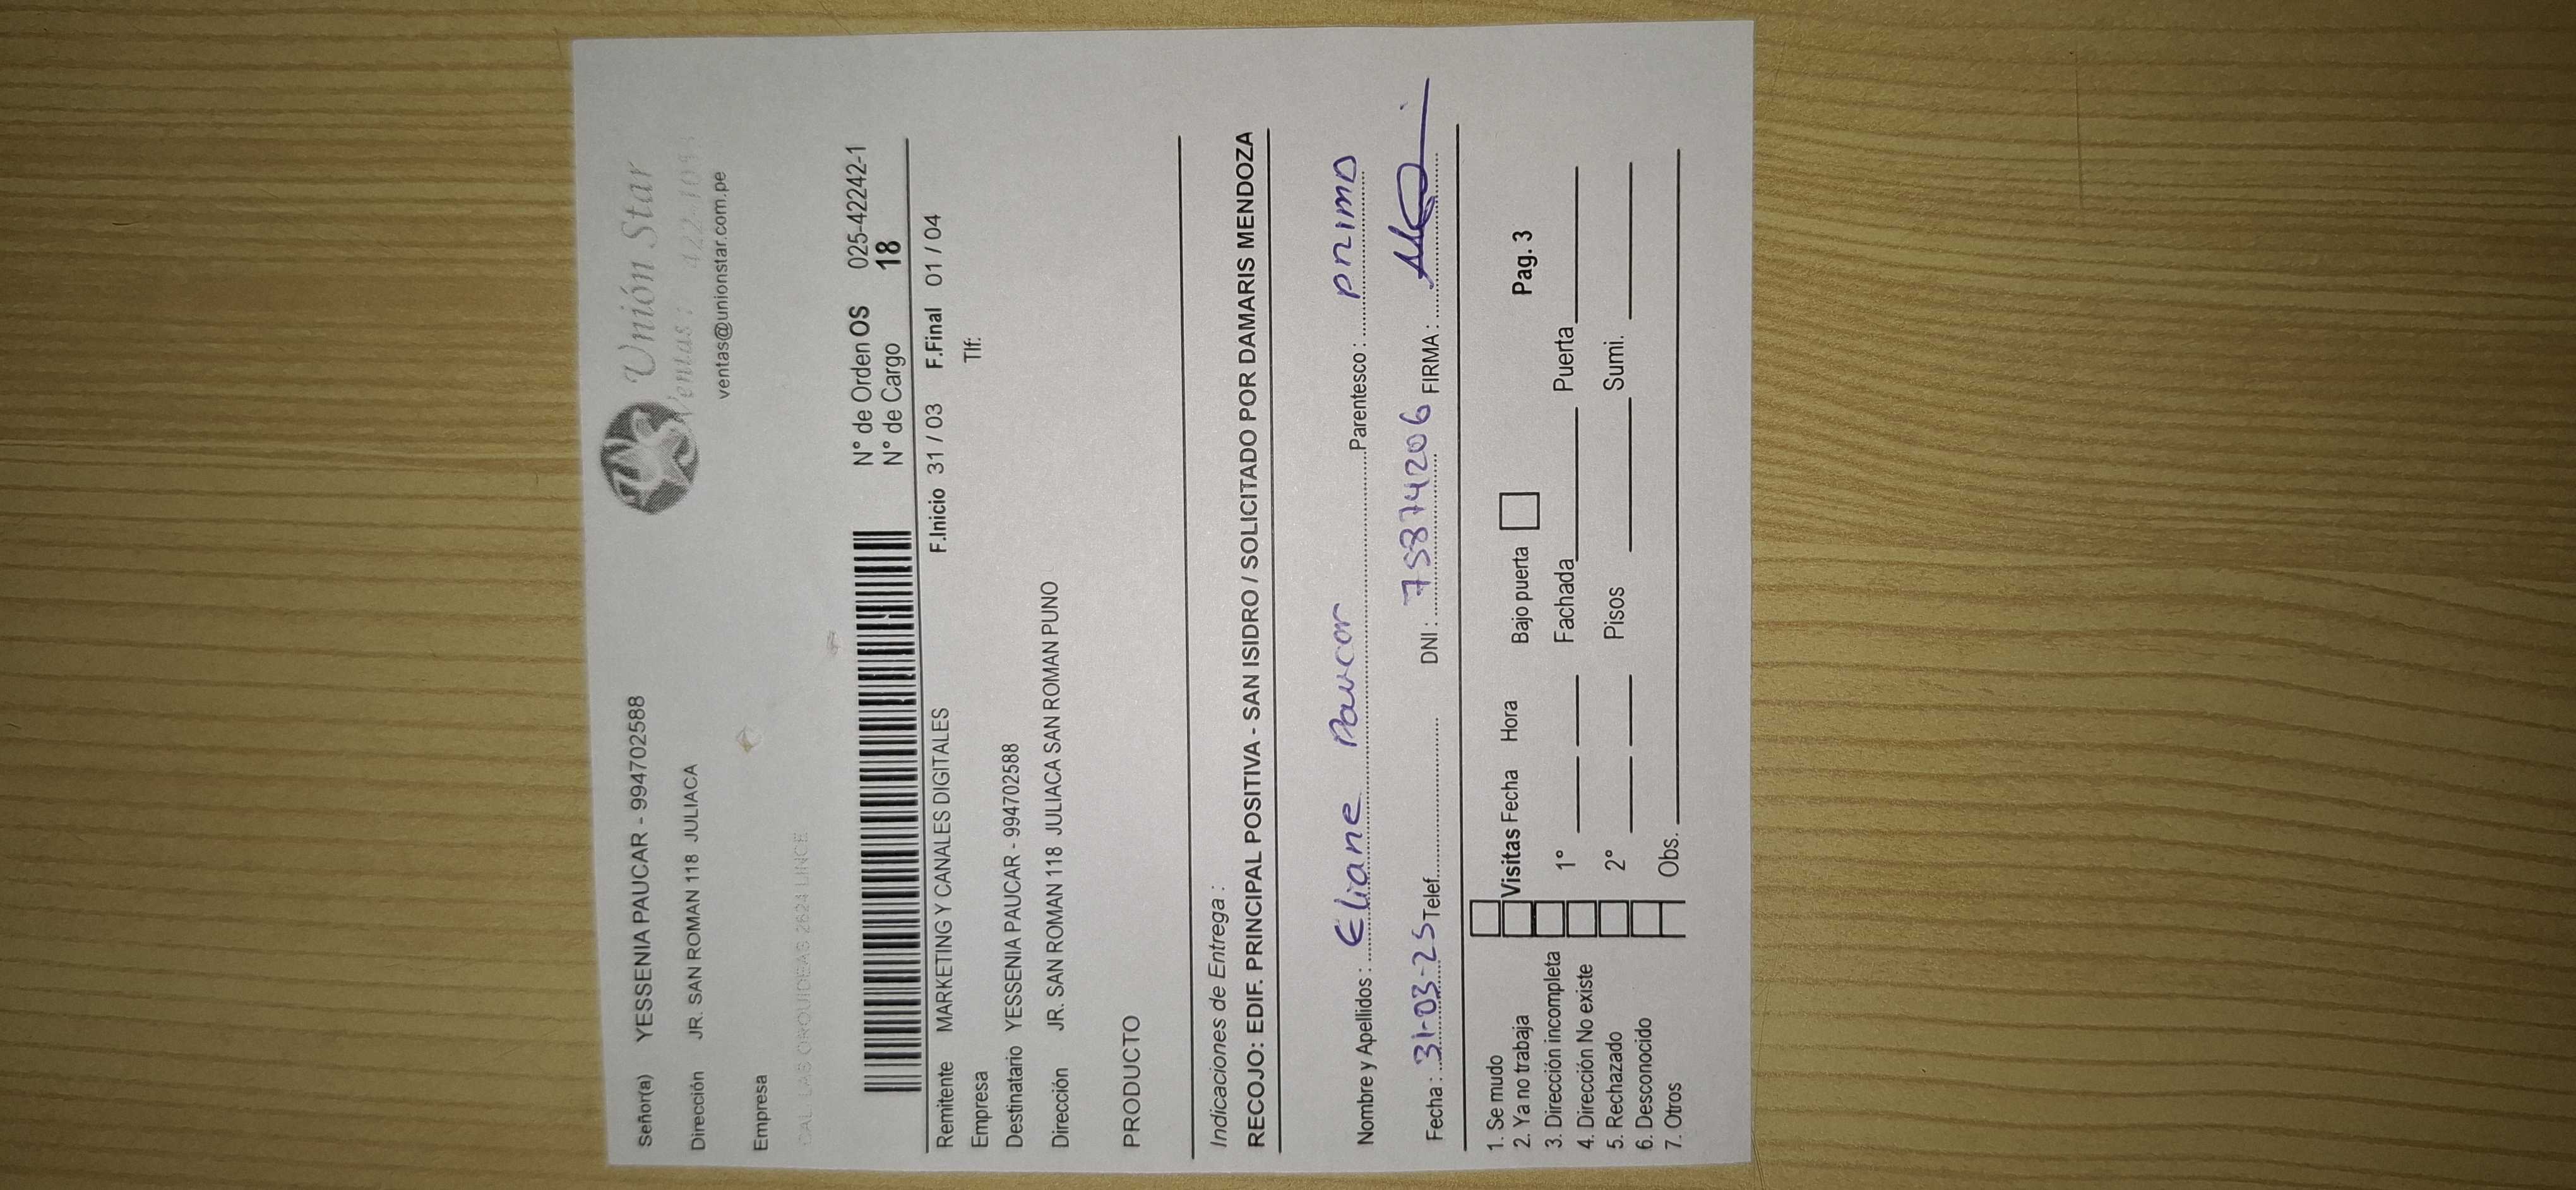 Unión Star
Ventas: 422-109
ventas@unionstar.com.pe
Señor(a) YESSENIA PAUCAR - 994702588
Dirección JR. SAN ROMAN 118 JULIACA
Empresa
CAL. LAS ORQUIDEAS 2624 LINCE
N° de Orden OS 025-42242-1
N° de Cargo 18
Remitente MARKETING Y CANALES DIGITALES F.Inicio 31 / 03 F.Final 01 / 04
Empresa Tlf:
Destinatario YESSENIA PAUCAR - 994702588
Dirección JR. SAN ROMAN 118 JULIACA SAN ROMAN PUNO
PRODUCTO
Indicaciones de Entrega :
RECOJO: EDIF. PRINCIPAL POSITIVA - SAN ISIDRO / SOLICITADO POR DAMARIS MENDOZA
Nombre y Apellidos : Eliane Paucar Parentesco : primo
Fecha : 31-03-25 Telef. DNI : 75874206 FIRMA :
1. Se mudo
2. Ya no trabaja Visitas Fecha Hora Bajo puerta Pag. 3
3. Dirección incompleta 1° Fachada Puerta
4. Dirección No existe
5. Rechazado 2° Pisos Sumi.
6. Desconocido
7. Otros Obs.